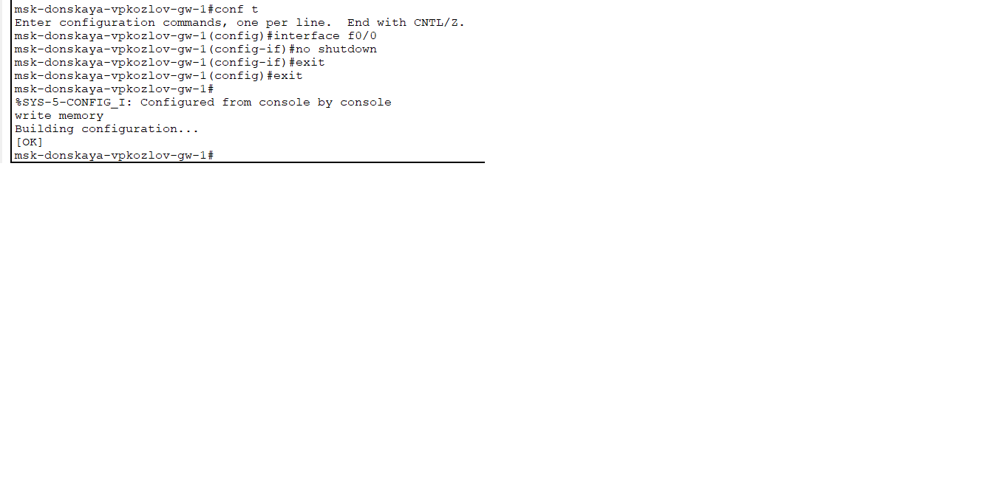 msk-donskaya-vpkozlov-gw-1#conf t
Enter configuration commands, one per line.  End with CNTL/Z.
msk-donskaya-vpkozlov-gw-1(config)#interface f0/0
msk-donskaya-vpkozlov-gw-1(config-if)#no shutdown
msk-donskaya-vpkozlov-gw-1(config-if)#exit
msk-donskaya-vpkozlov-gw-1(config)#exit
msk-donskaya-vpkozlov-gw-1#
%SYS-5-CONFIG_I: Configured from console by console
write memory
Building configuration...
[OK]
msk-donskaya-vpkozlov-gw-1#